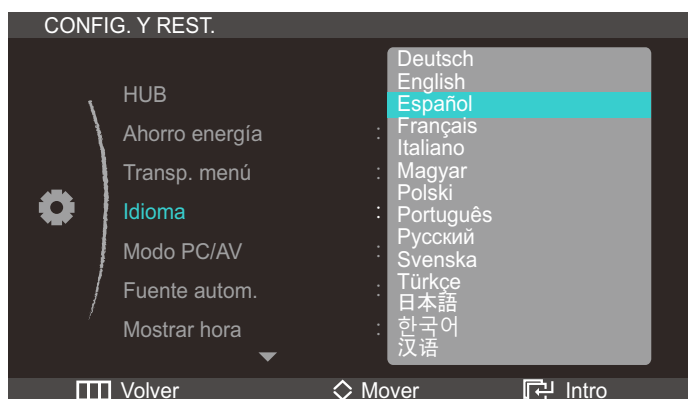 CONFIG. Y REST.
HUB
Ahorro energía :
Transp. menú :
Idioma :
Modo PC/AV :
Fuente autom. :
Mostrar hora :
Deutsch
English
Español
Français
Italiano
Magyar
Polski
Português
Русский
Svenska
Türkçe
日本語
한국어
汉语
Volver Mover Intro